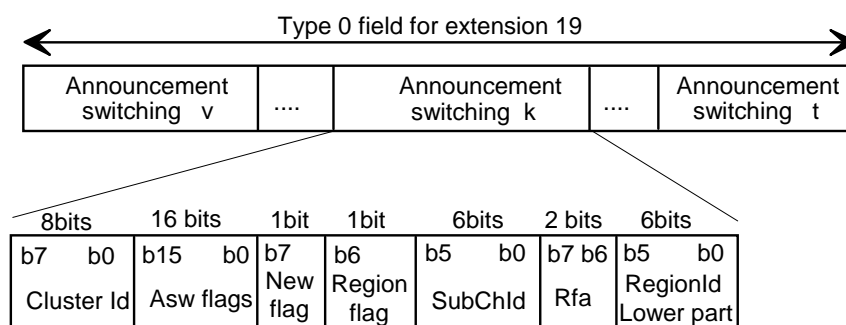 Type 0 field for extension 19
Announcement switching v
....
Announcement switching k
....
Announcement switching t
8bits 16 bits 1bit 1bit 6bits 2 bits 6bits
b7 b0 b15 b0 b7 b6 b5 b0 b7 b6 b5 b0
Cluster Id Asw flags New flag Region flag SubChId Rfa RegionId Lower part